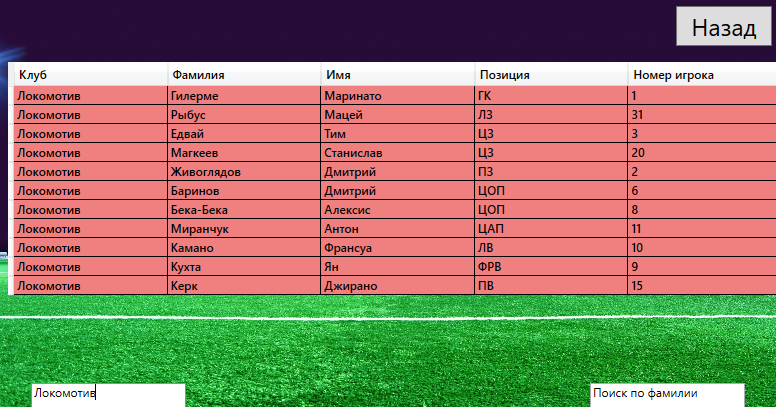 Назад
Клуб Фамилия Имя Позиция Номер игрока
Локомотив Гилерме Маринато ГК 1
Локомотив Рыбус Мацей ЛЗ 31
Локомотив Едвай Тим ЦЗ 3
Локомотив Магкеев Станислав ЦЗ 20
Локомотив Живоглядов Дмитрий ПЗ 2
Локомотив Баринов Дмитрий ЦОП 6
Локомотив Бека-Бека Алексис ЦОП 8
Локомотив Миранчук Антон ЦАП 11
Локомотив Камано Франсуа ЛВ 10
Локомотив Кухта Ян ФРВ 9
Локомотив Керк Джирано ПВ 15
Локомотив Поиск по фамилии